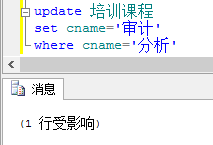 update 培训课程
set cname='审计'
where cname='分析'
消息
(1 行受影响)